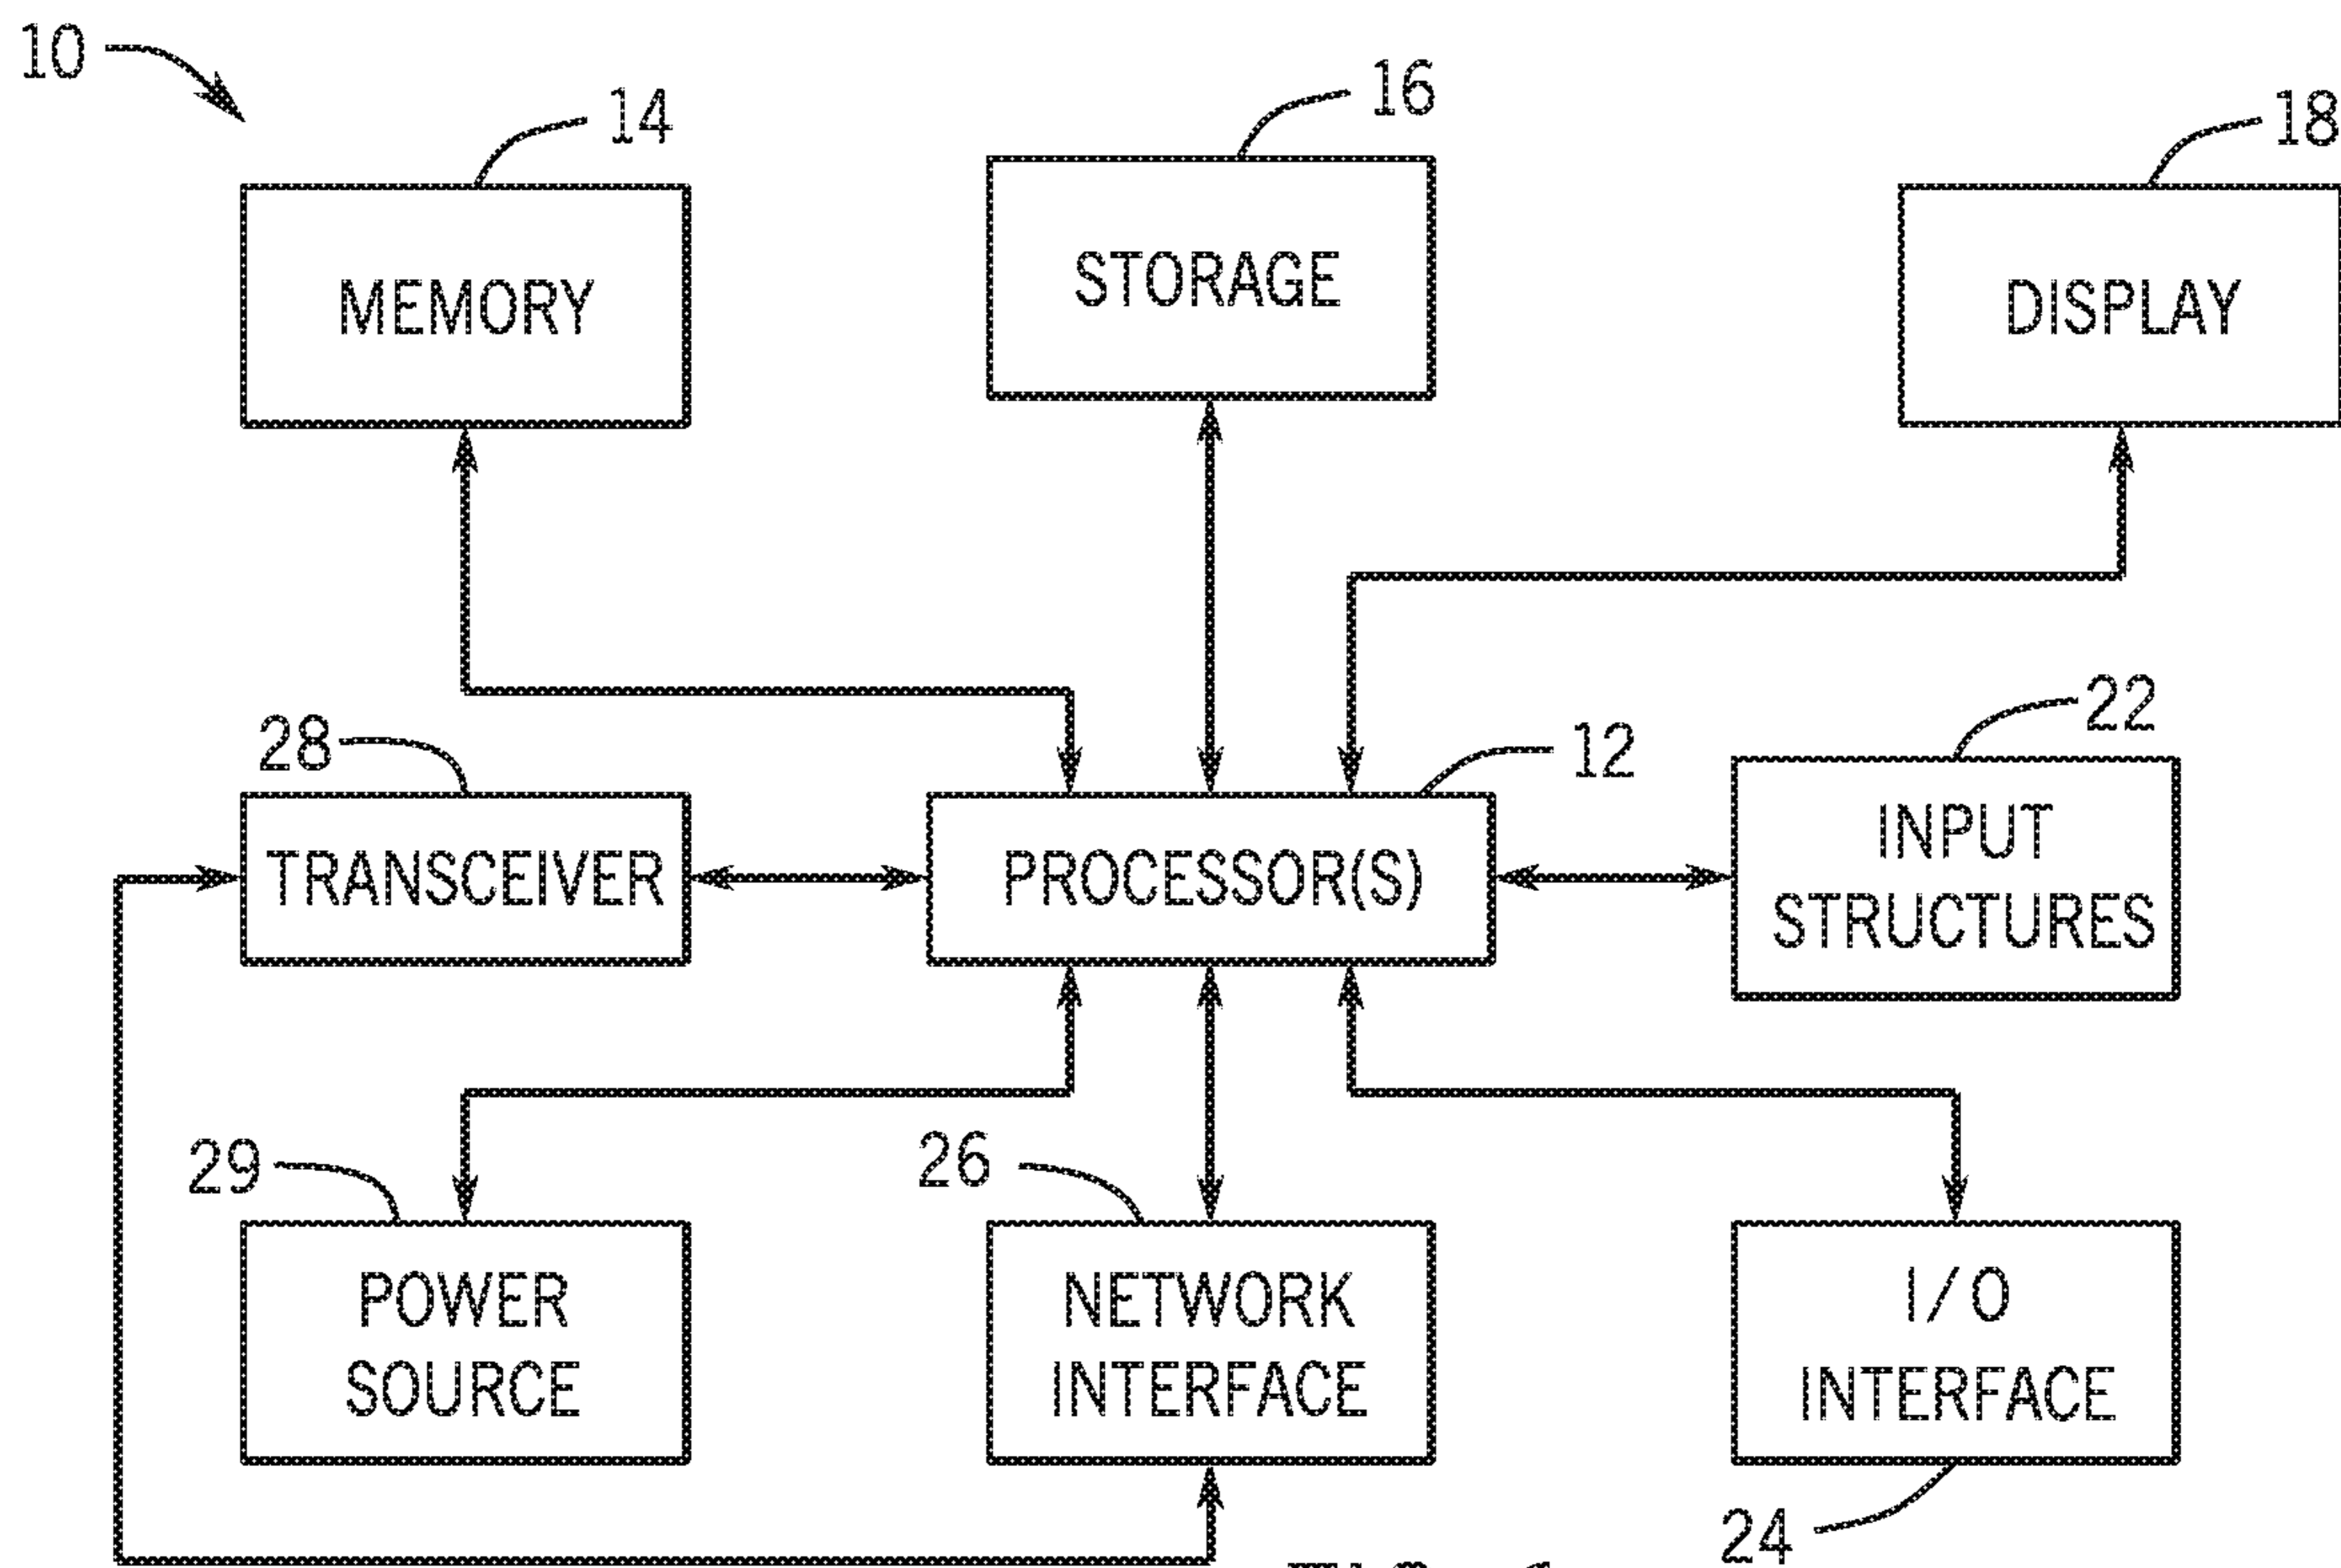 10
14
16
18
MEMORY
STORAGE
DISPLAY
28
12
22
TRANSCEIVER
PROCESSOR(S)
INPUT
STRUCTURES
29
26
POWER
SOURCE
NETWORK
INTERFACE
I/O
INTERFACE
24